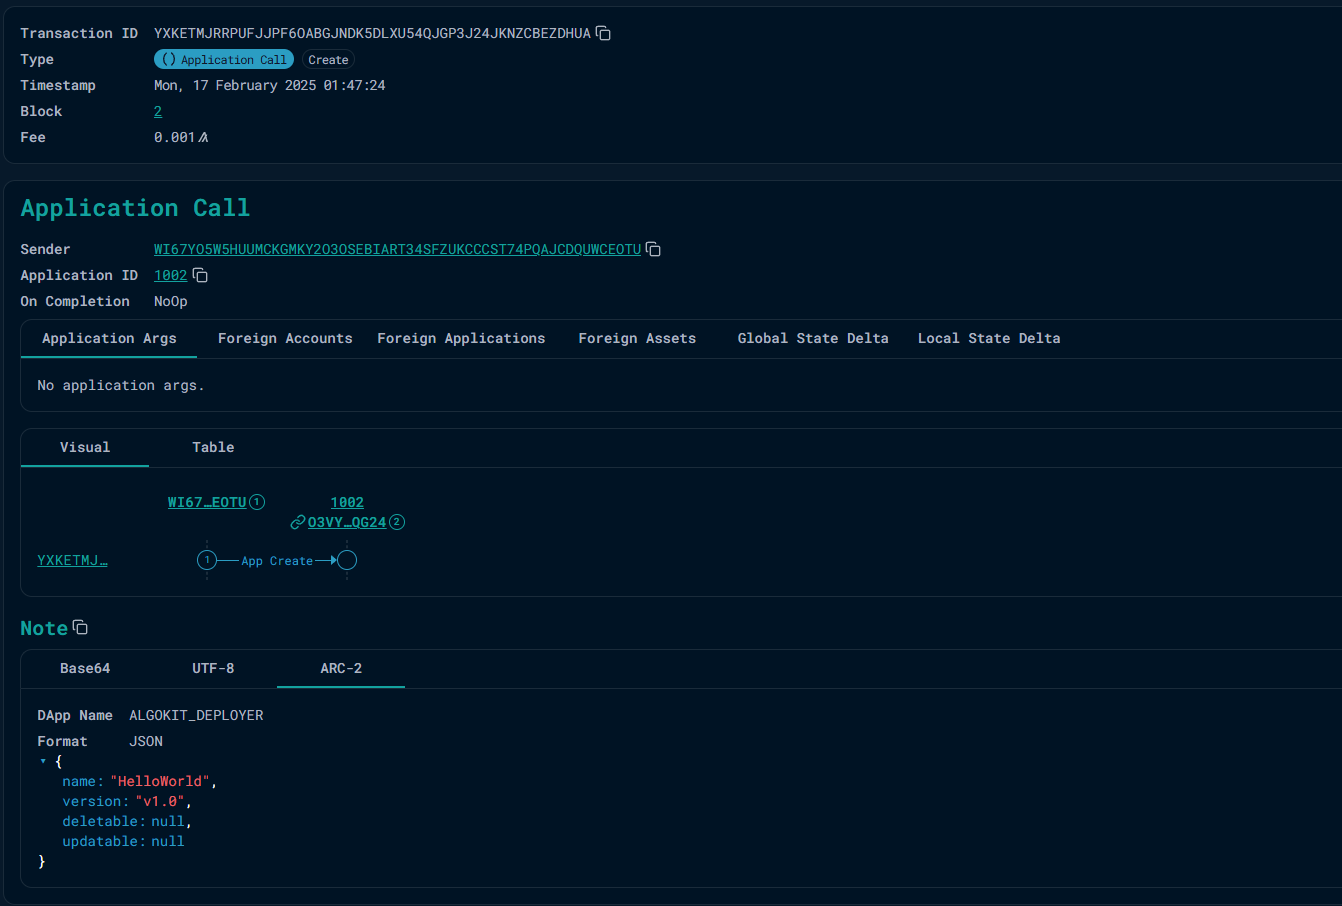 Transaction ID YXKETMJRRPUFJJPF6OABGJNDK5DLXU54QJGP3J24JKNZCBEZDHUA
Type () Application Call Create
Timestamp Mon, 17 February 2025 01:47:24
Block 2
Fee 0.001
Application Call
Sender WI67YO5W5HUUMCKGMKY2O3OSEBIART34SFZUKCCCST74PQAJCDQUWCEOTU
Application ID 1002
On Completion NoOp
Application Args Foreign Accounts Foreign Applications Foreign Assets Global State Delta Local State Delta
No application args.
Visual Table
WI67…EOTU 1 1002
O3VY…QG24 2
YXKETMJ… 1 App Create
Note
Base64 UTF-8 ARC-2
DApp Name ALGOKIT_DEPLOYER
Format JSON
{
name: "HelloWorld",
version: "v1.0",
deletable: null,
updatable: null
}